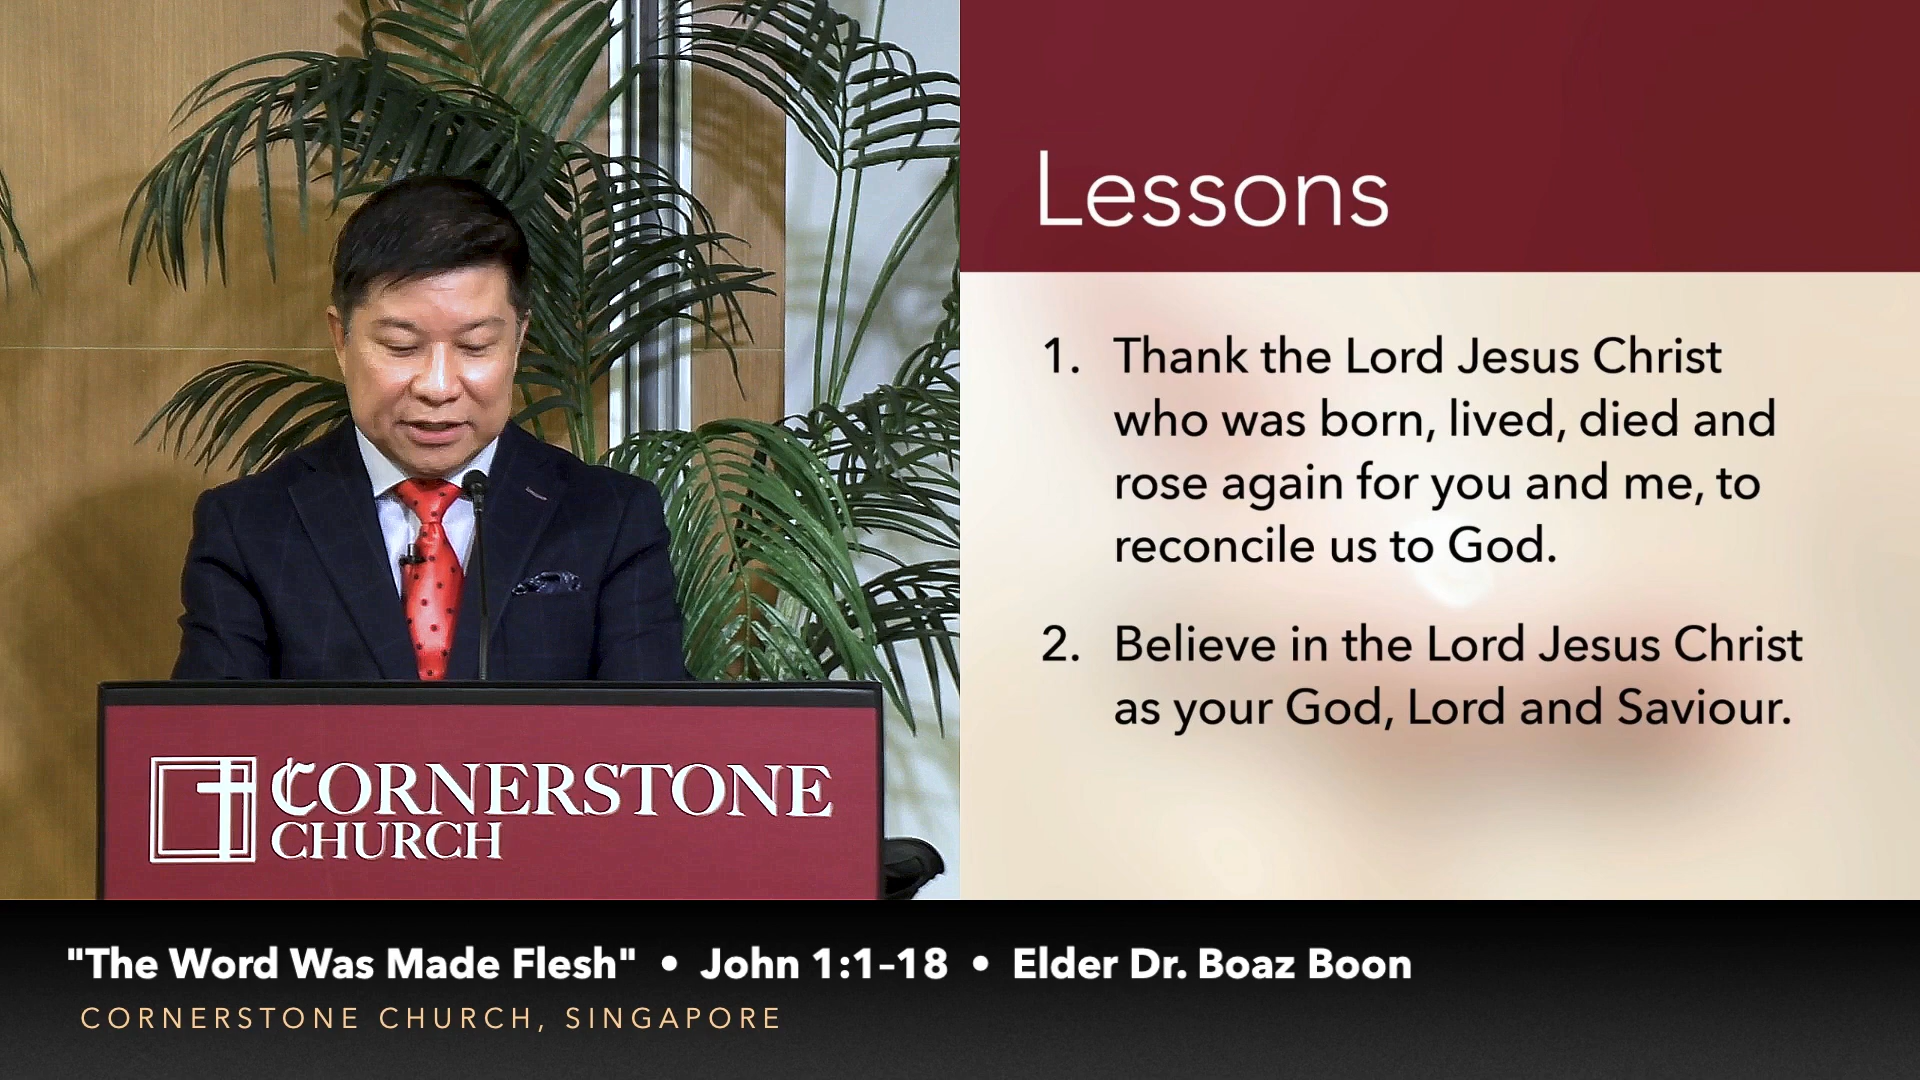 CORNERSTONE
CHURCH
Lessons
1. Thank the Lord Jesus Christ
who was born, lived, died and
rose again for you and me, to
reconcile us to God.
2. Believe in the Lord Jesus Christ
as your God, Lord and Saviour.
"The Word Was Made Flesh" • John 1:1–18 • Elder Dr. Boaz Boon
CORNERSTONE CHURCH, SINGAPORE